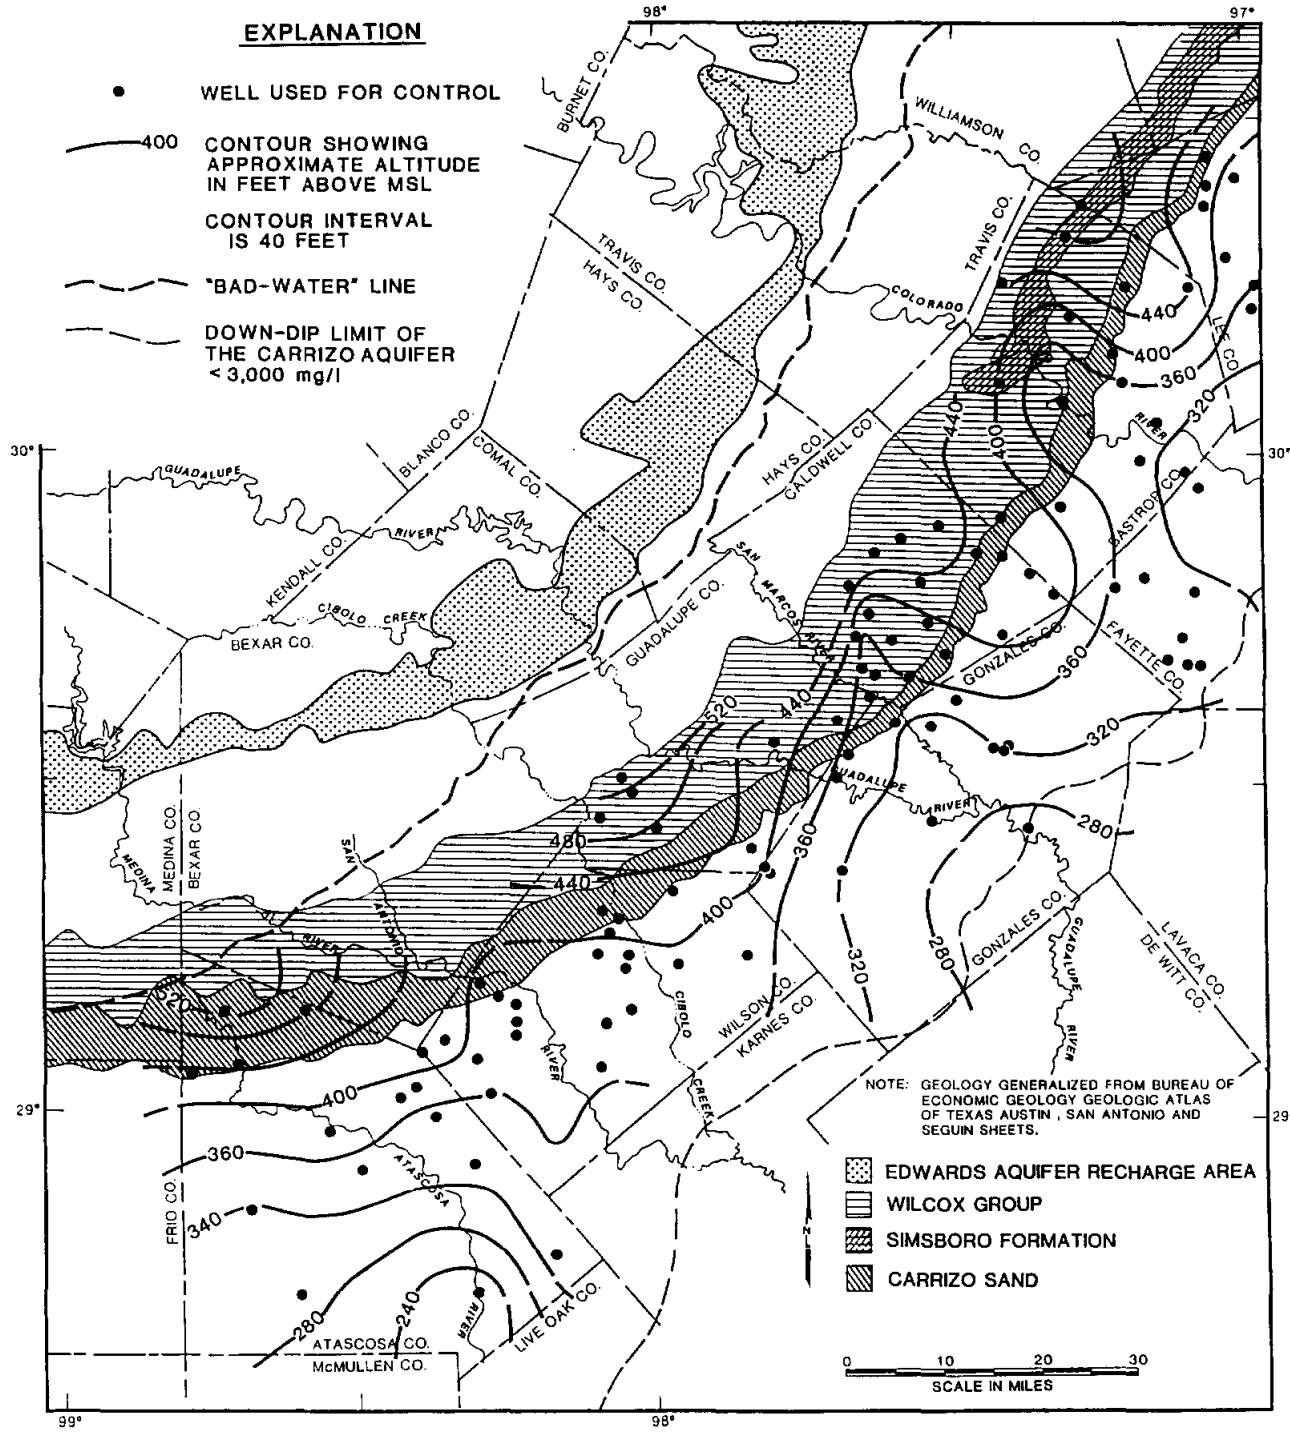 98°
97°
EXPLANATION
WELL USED FOR CONTROL
400 CONTOUR SHOWING
APPROXIMATE ALTITUDE
IN FEET ABOVE MSL
CONTOUR INTERVAL
IS 40 FEET
"BAD-WATER" LINE
DOWN-DIP LIMIT OF
THE CARRIZO AQUIFER
< 3,000 mg/l
BURNET CO.
WILLIAMSON CO.
TRAVIS CO.
HAYS CO.
TRAVIS CO.
COLORADO
RIVER
LEE CO.
440
400
360
320
440
400
30°
30°
BLANCO CO.
COMAL CO.
HAYS CO.
CALDWELL CO.
GUADALUPE
RIVER
KENDALL CO.
CIBOLO CREEK
BEXAR CO.
GUADALUPE CO.
SAN
MARCOS RIVER
BASTROP CO.
FAYETTE CO.
GONZALES CO.
360
520
440
320
GUADALUPE
RIVER
280
360
480
440
400
MEDINA CO.
BEXAR CO.
MEDINA
RIVER
SAN
ANTONIO
RIVER
520
320
280
GONZALES CO.
GUADALUPE
RIVER
LAVACA CO.
DE WITT CO.
WILSON CO.
KARNES CO.
CIBOLO
CREEK
29°
29
400
360
340
280
240
FRIO CO.
ATASCOSA
RIVER
ATASCOSA CO.
McMULLEN CO.
LIVE OAK CO.
NOTE: GEOLOGY GENERALIZED FROM BUREAU OF
ECONOMIC GEOLOGY GEOLOGIC ATLAS
OF TEXAS AUSTIN, SAN ANTONIO AND
SEGUIN SHEETS.
EDWARDS AQUIFER RECHARGE AREA
WILCOX GROUP
SIMSBORO FORMATION
CARRIZO SAND
N
0 10 20 30
SCALE IN MILES
99°
98°